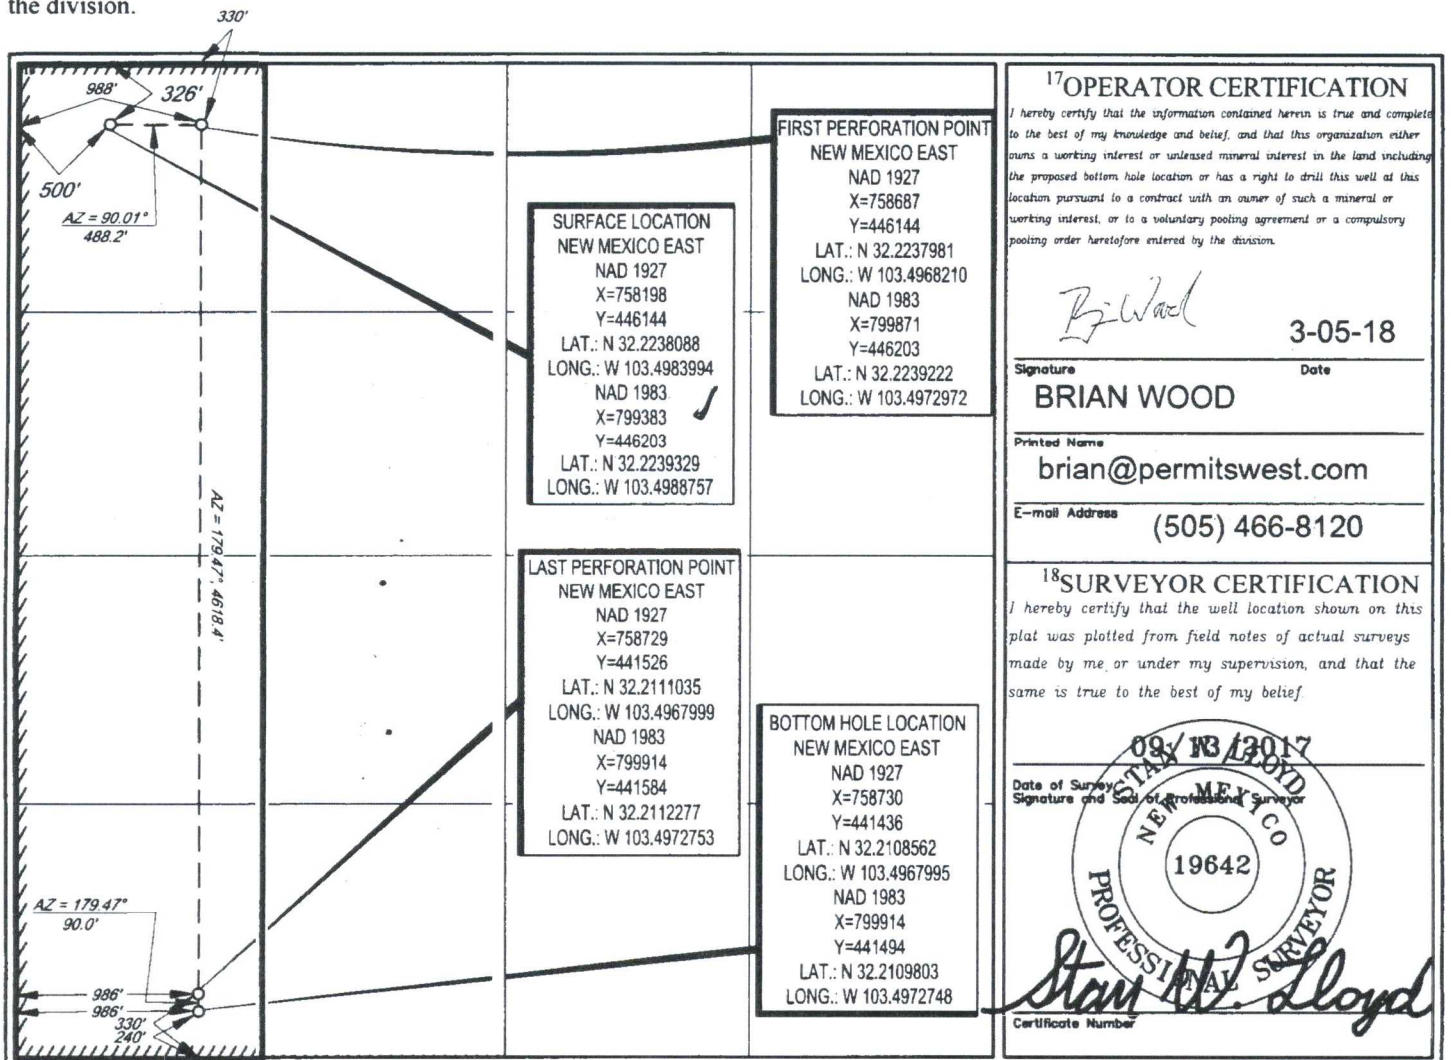 the division.
330'
988'
326'
500'
AZ = 90.01°
488.2'
AZ = 179.47°, 4618.4'
FIRST PERFORATION POINT
NEW MEXICO EAST
NAD 1927
X=758687
Y=446144
LAT.: N 32.2237981
LONG.: W 103.4968210
NAD 1983
X=799871
Y=446203
LAT.: N 32.2239222
LONG.: W 103.4972972
SURFACE LOCATION
NEW MEXICO EAST
NAD 1927
X=758198
Y=446144
LAT.: N 32.2238088
LONG.: W 103.4983994
NAD 1983
X=799383
Y=446203
LAT.: N 32.2239329
LONG.: W 103.4988757
LAST PERFORATION POINT
NEW MEXICO EAST
NAD 1927
X=758729
Y=441526
LAT.: N 32.2111035
LONG.: W 103.4967999
NAD 1983
X=799914
Y=441584
LAT.: N 32.2112277
LONG.: W 103.4972753
BOTTOM HOLE LOCATION
NEW MEXICO EAST
NAD 1927
X=758730
Y=441436
LAT.: N 32.2108562
LONG.: W 103.4967995
NAD 1983
X=799914
Y=441494
LAT.: N 32.2109803
LONG.: W 103.4972748
AZ = 179.47°
90.0'
986'
986'
330'
240'
17OPERATOR CERTIFICATION
I hereby certify that the information contained herein is true and complete
to the best of my knowledge and belief, and that this organization either
owns a working interest or unleased mineral interest in the land including
the proposed bottom hole location or has a right to drill this well at this
location pursuant to a contract with an owner of such a mineral or
working interest, or to a voluntary pooling agreement or a compulsory
pooling order heretofore entered by the division.
3-05-18
Signature Date
BRIAN WOOD
Printed Name
brian@permitswest.com
E-mail Address
(505) 466-8120
18SURVEYOR CERTIFICATION
I hereby certify that the well location shown on this
plat was plotted from field notes of actual surveys
made by me or under my supervision, and that the
same is true to the best of my belief.
09/13/2017
Date of Survey
Signature and Seal of Professional Surveyor
STAN W. LLOYD
NEW MEXICO
19642
PROFESSIONAL SURVEYOR
Stan W. Lloyd
Certificate Number